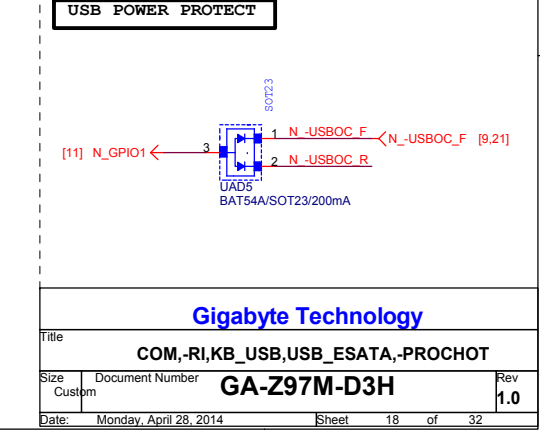 USB POWER PROTECT
SOT23
1 N_-USBOC_F N_-USBOC_F [9,21]
[11] N_GPIO1 3
2 N_-USBOC_R
UAD5
BAT54A/SOT23/200mA
Gigabyte Technology
Title
COM,-RI,KB_USB,USB_ESATA,-PROCHOT
Size Document Number Rev
Custom GA-Z97M-D3H 1.0
Date: Monday, April 28, 2014 Sheet 18 of 32